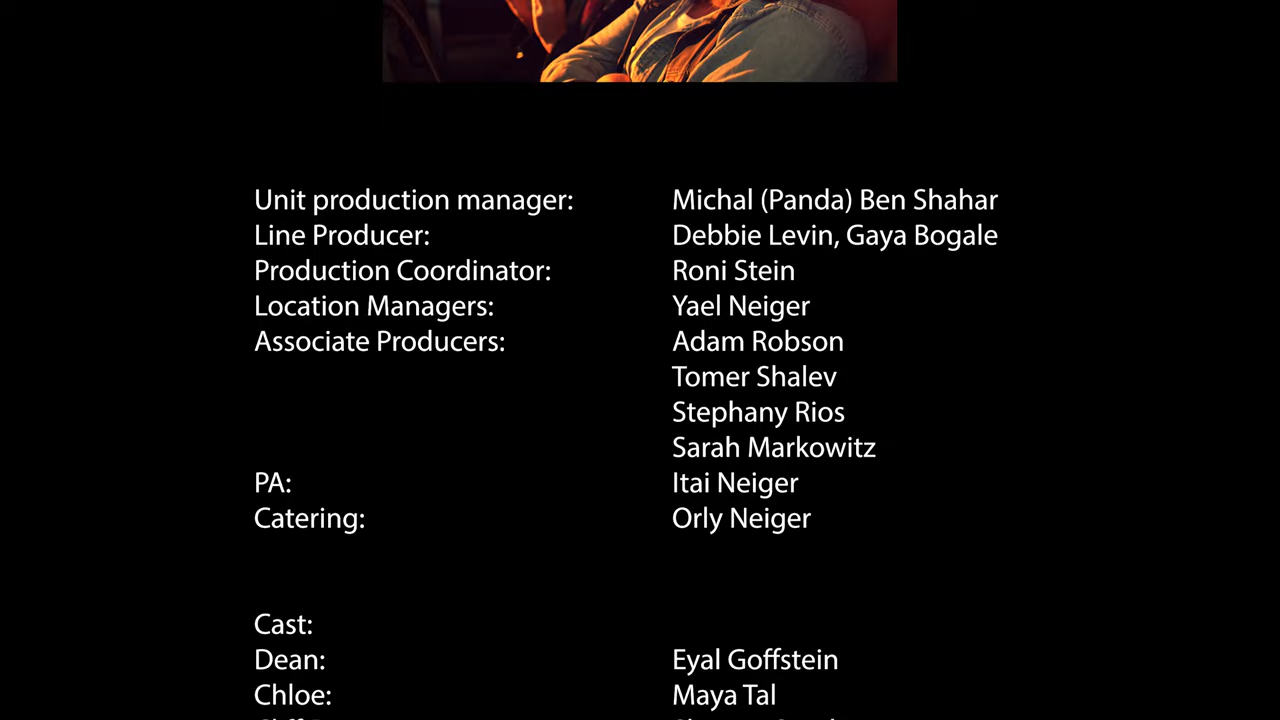 Unit production manager: Michal (Panda) Ben Shahar
Line Producer: Debbie Levin, Gaya Bogale
Production Coordinator: Roni Stein
Location Managers: Yael Neiger
Associate Producers: Adam Robson
Tomer Shalev
Stephany Rios
Sarah Markowitz
PA: Itai Neiger
Catering: Orly Neiger
Cast:
Dean: Eyal Goffstein
Chloe: Maya Tal